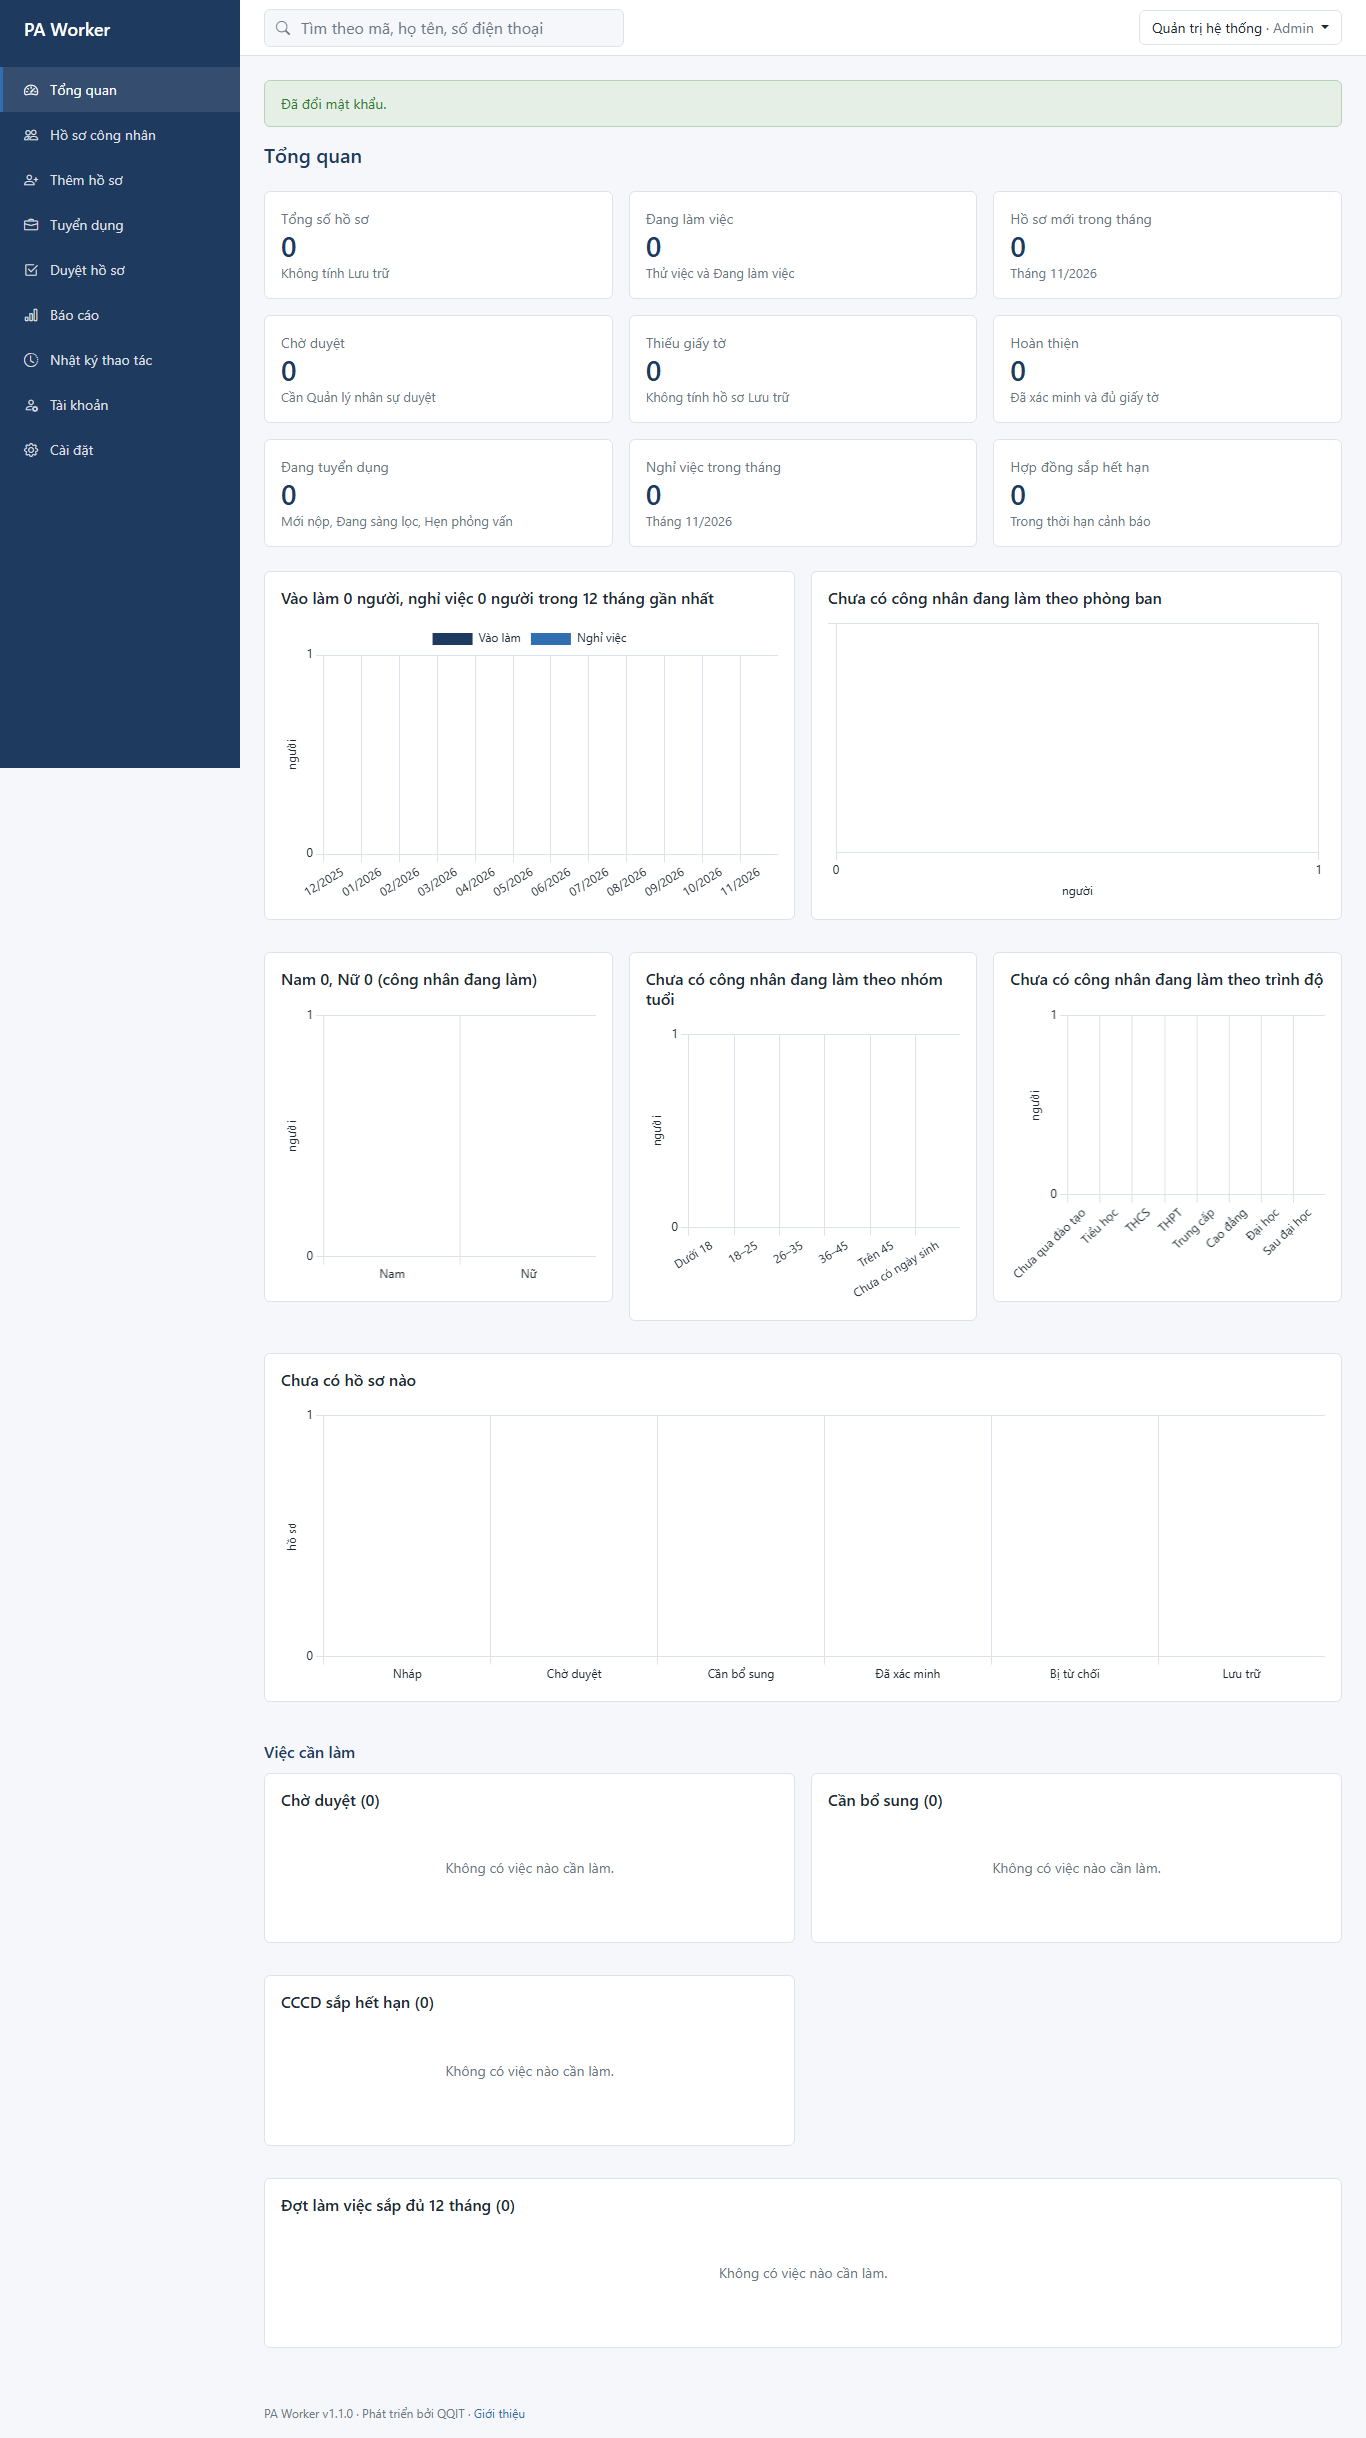 PA Worker
Tìm theo mã, họ tên, số điện thoại
Quản trị hệ thống · Admin
Tổng quan
Hồ sơ công nhân
Thêm hồ sơ
Tuyển dụng
Duyệt hồ sơ
Báo cáo
Nhật ký thao tác
Tài khoản
Cài đặt
Đã đổi mật khẩu.
Tổng quan
Tổng số hồ sơ
0
Không tính Lưu trữ
Đang làm việc
0
Thử việc và Đang làm việc
Hồ sơ mới trong tháng
0
Tháng 11/2026
Chờ duyệt
0
Cần Quản lý nhân sự duyệt
Thiếu giấy tờ
0
Không tính hồ sơ Lưu trữ
Hoàn thiện
0
Đã xác minh và đủ giấy tờ
Đang tuyển dụng
0
Mới nộp, Đang sàng lọc, Hẹn phỏng vấn
Nghỉ việc trong tháng
0
Tháng 11/2026
Hợp đồng sắp hết hạn
0
Trong thời hạn cảnh báo
Vào làm 0 người, nghỉ việc 0 người trong 12 tháng gần nhất
Vào làm
Nghỉ việc
1
người
0
12/2025
01/2026
02/2026
03/2026
04/2026
05/2026
06/2026
07/2026
08/2026
09/2026
10/2026
11/2026
Chưa có công nhân đang làm theo phòng ban
0
1
người
Nam 0, Nữ 0 (công nhân đang làm)
1
người
0
Nam
Nữ
Chưa có công nhân đang làm theo nhóm
tuổi
1
người
0
Dưới 18
18–25
26–35
36–45
Trên 45
Chưa có ngày sinh
Chưa có công nhân đang làm theo trình độ
1
người
0
Chưa qua đào tạo
Tiểu học
THCS
THPT
Trung cấp
Cao đẳng
Đại học
Sau đại học
Chưa có hồ sơ nào
1
hồ sơ
0
Nháp
Chờ duyệt
Cần bổ sung
Đã xác minh
Bị từ chối
Lưu trữ
Việc cần làm
Chờ duyệt (0)
Không có việc nào cần làm.
Cần bổ sung (0)
Không có việc nào cần làm.
CCCD sắp hết hạn (0)
Không có việc nào cần làm.
Đợt làm việc sắp đủ 12 tháng (0)
Không có việc nào cần làm.
PA Worker v1.1.0 · Phát triển bởi QQIT · Giới thiệu